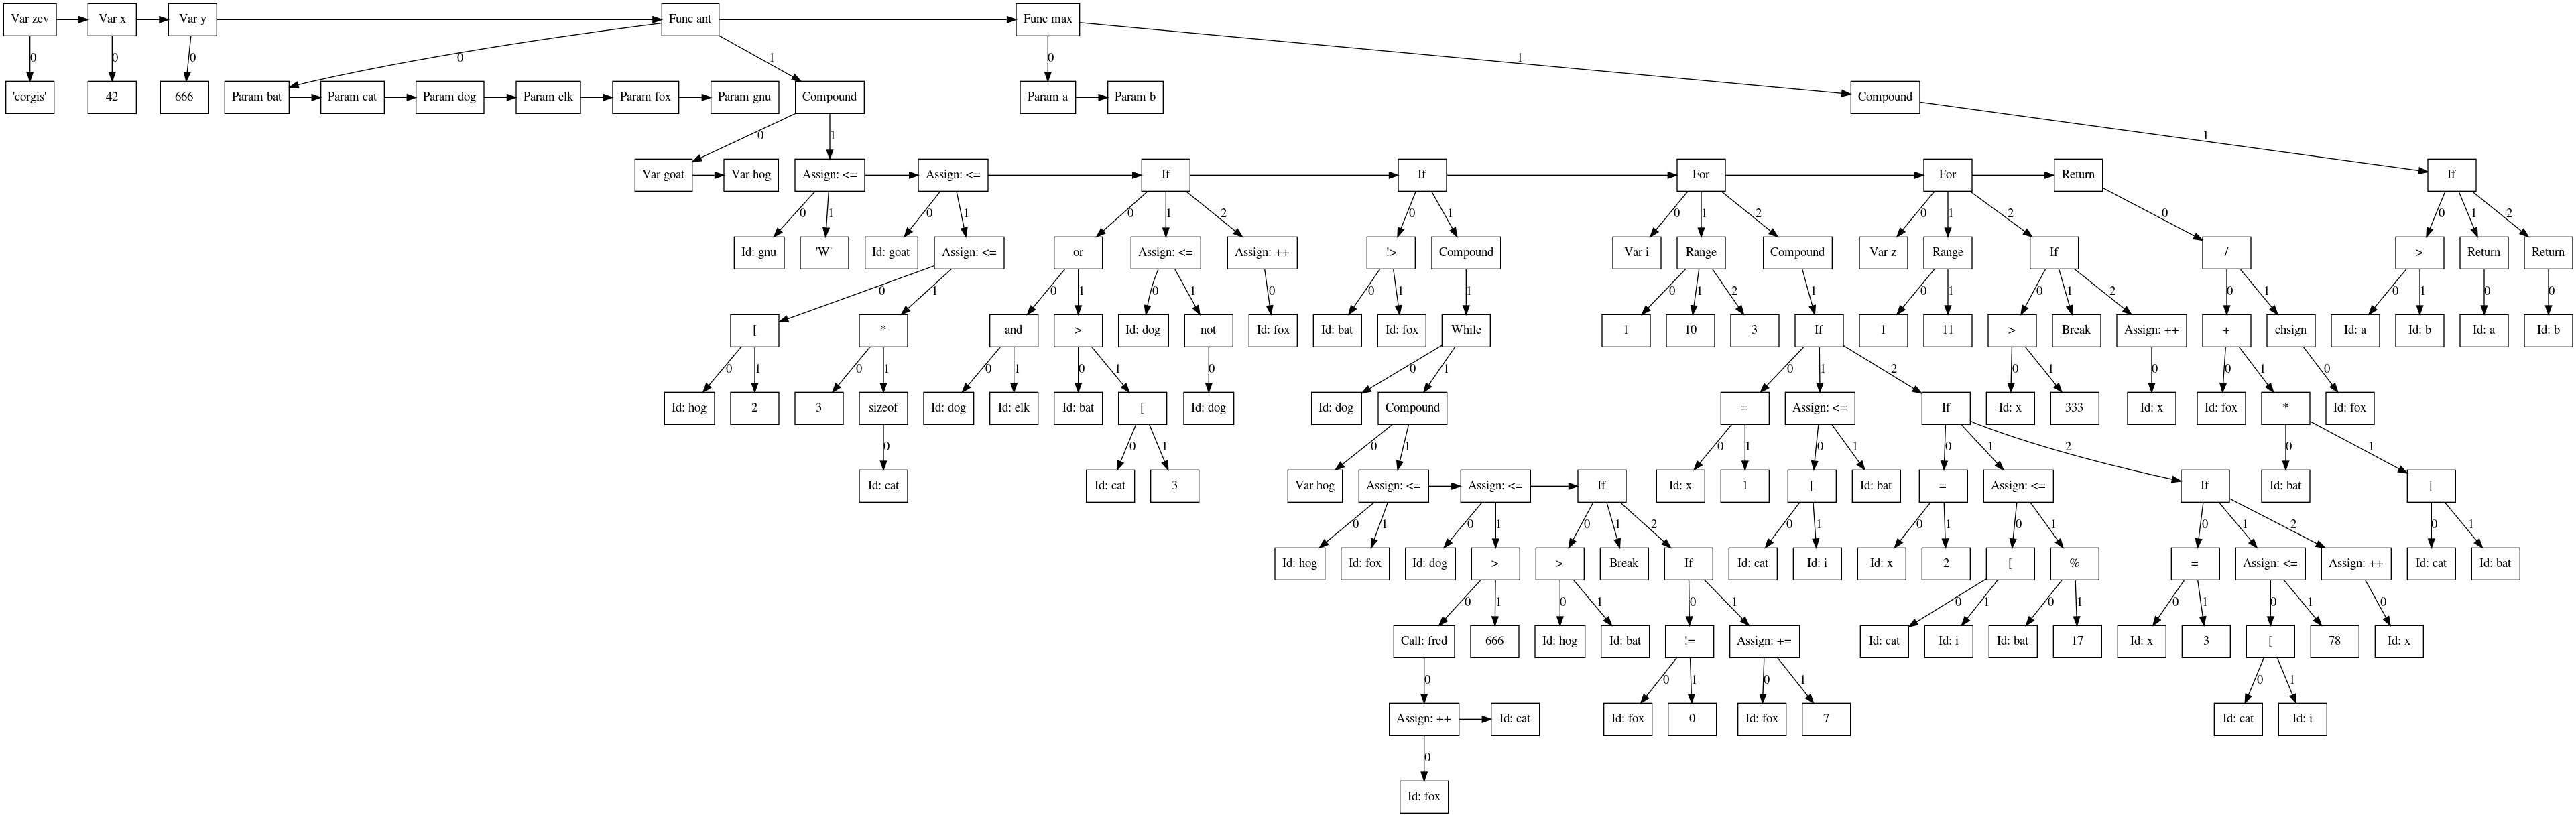 Var zev Var x Var y Func ant Func max
0 0 0 0 1 0 1
'corgis' 42 666 Param bat Param cat Param dog Param elk Param fox Param gnu Compound Param a Param b Compound
0 1 1
Var goat Var hog Assign: <= Assign: <= If If For For Return If
0 1 0 1 0 1 2 0 1 0 1 2 0 1 2 0 0 1 2
Id: gnu 'W' Id: goat Assign: <= or Assign: <= Assign: ++ !> Compound Var i Range Compound Var z Range If / > Return Return
0 1 0 1 0 1 0 0 1 1 0 1 2 1 0 1 0 1 2 0 1 0 1 0 0
[ * and > Id: dog not Id: fox Id: bat Id: fox While 1 10 3 If 1 11 > Break Assign: ++ + chsign Id: a Id: b Id: a Id: b
0 1 0 1 0 1 0 1 0 0 1 0 1 2 0 1 0 0 1 0
Id: hog 2 3 sizeof Id: dog Id: elk Id: bat [ Id: dog Id: dog Compound = Assign: <= If Id: x 333 Id: x Id: fox * Id: fox
0 0 1 0 1 0 1 0 1 0 1 2 0 1
Id: cat Id: cat 3 Var hog Assign: <= Assign: <= If Id: x 1 [ Id: bat = Assign: <= If Id: bat [
0 1 0 1 0 1 2 0 1 0 1 0 1 0 1 2 0 1
Id: hog Id: fox Id: dog > > Break If Id: cat Id: i Id: x 2 [ % = Assign: <= Assign: ++ Id: cat Id: bat
0 1 0 1 0 1 0 1 0 1 0 1 0 1 0
Call: fred 666 Id: hog Id: bat != Assign: += Id: cat Id: i Id: bat 17 Id: x 3 [ 78 Id: x
0 0 1 0 1 0 1
Assign: ++ Id: cat Id: fox 0 Id: fox 7 Id: cat Id: i
0
Id: fox